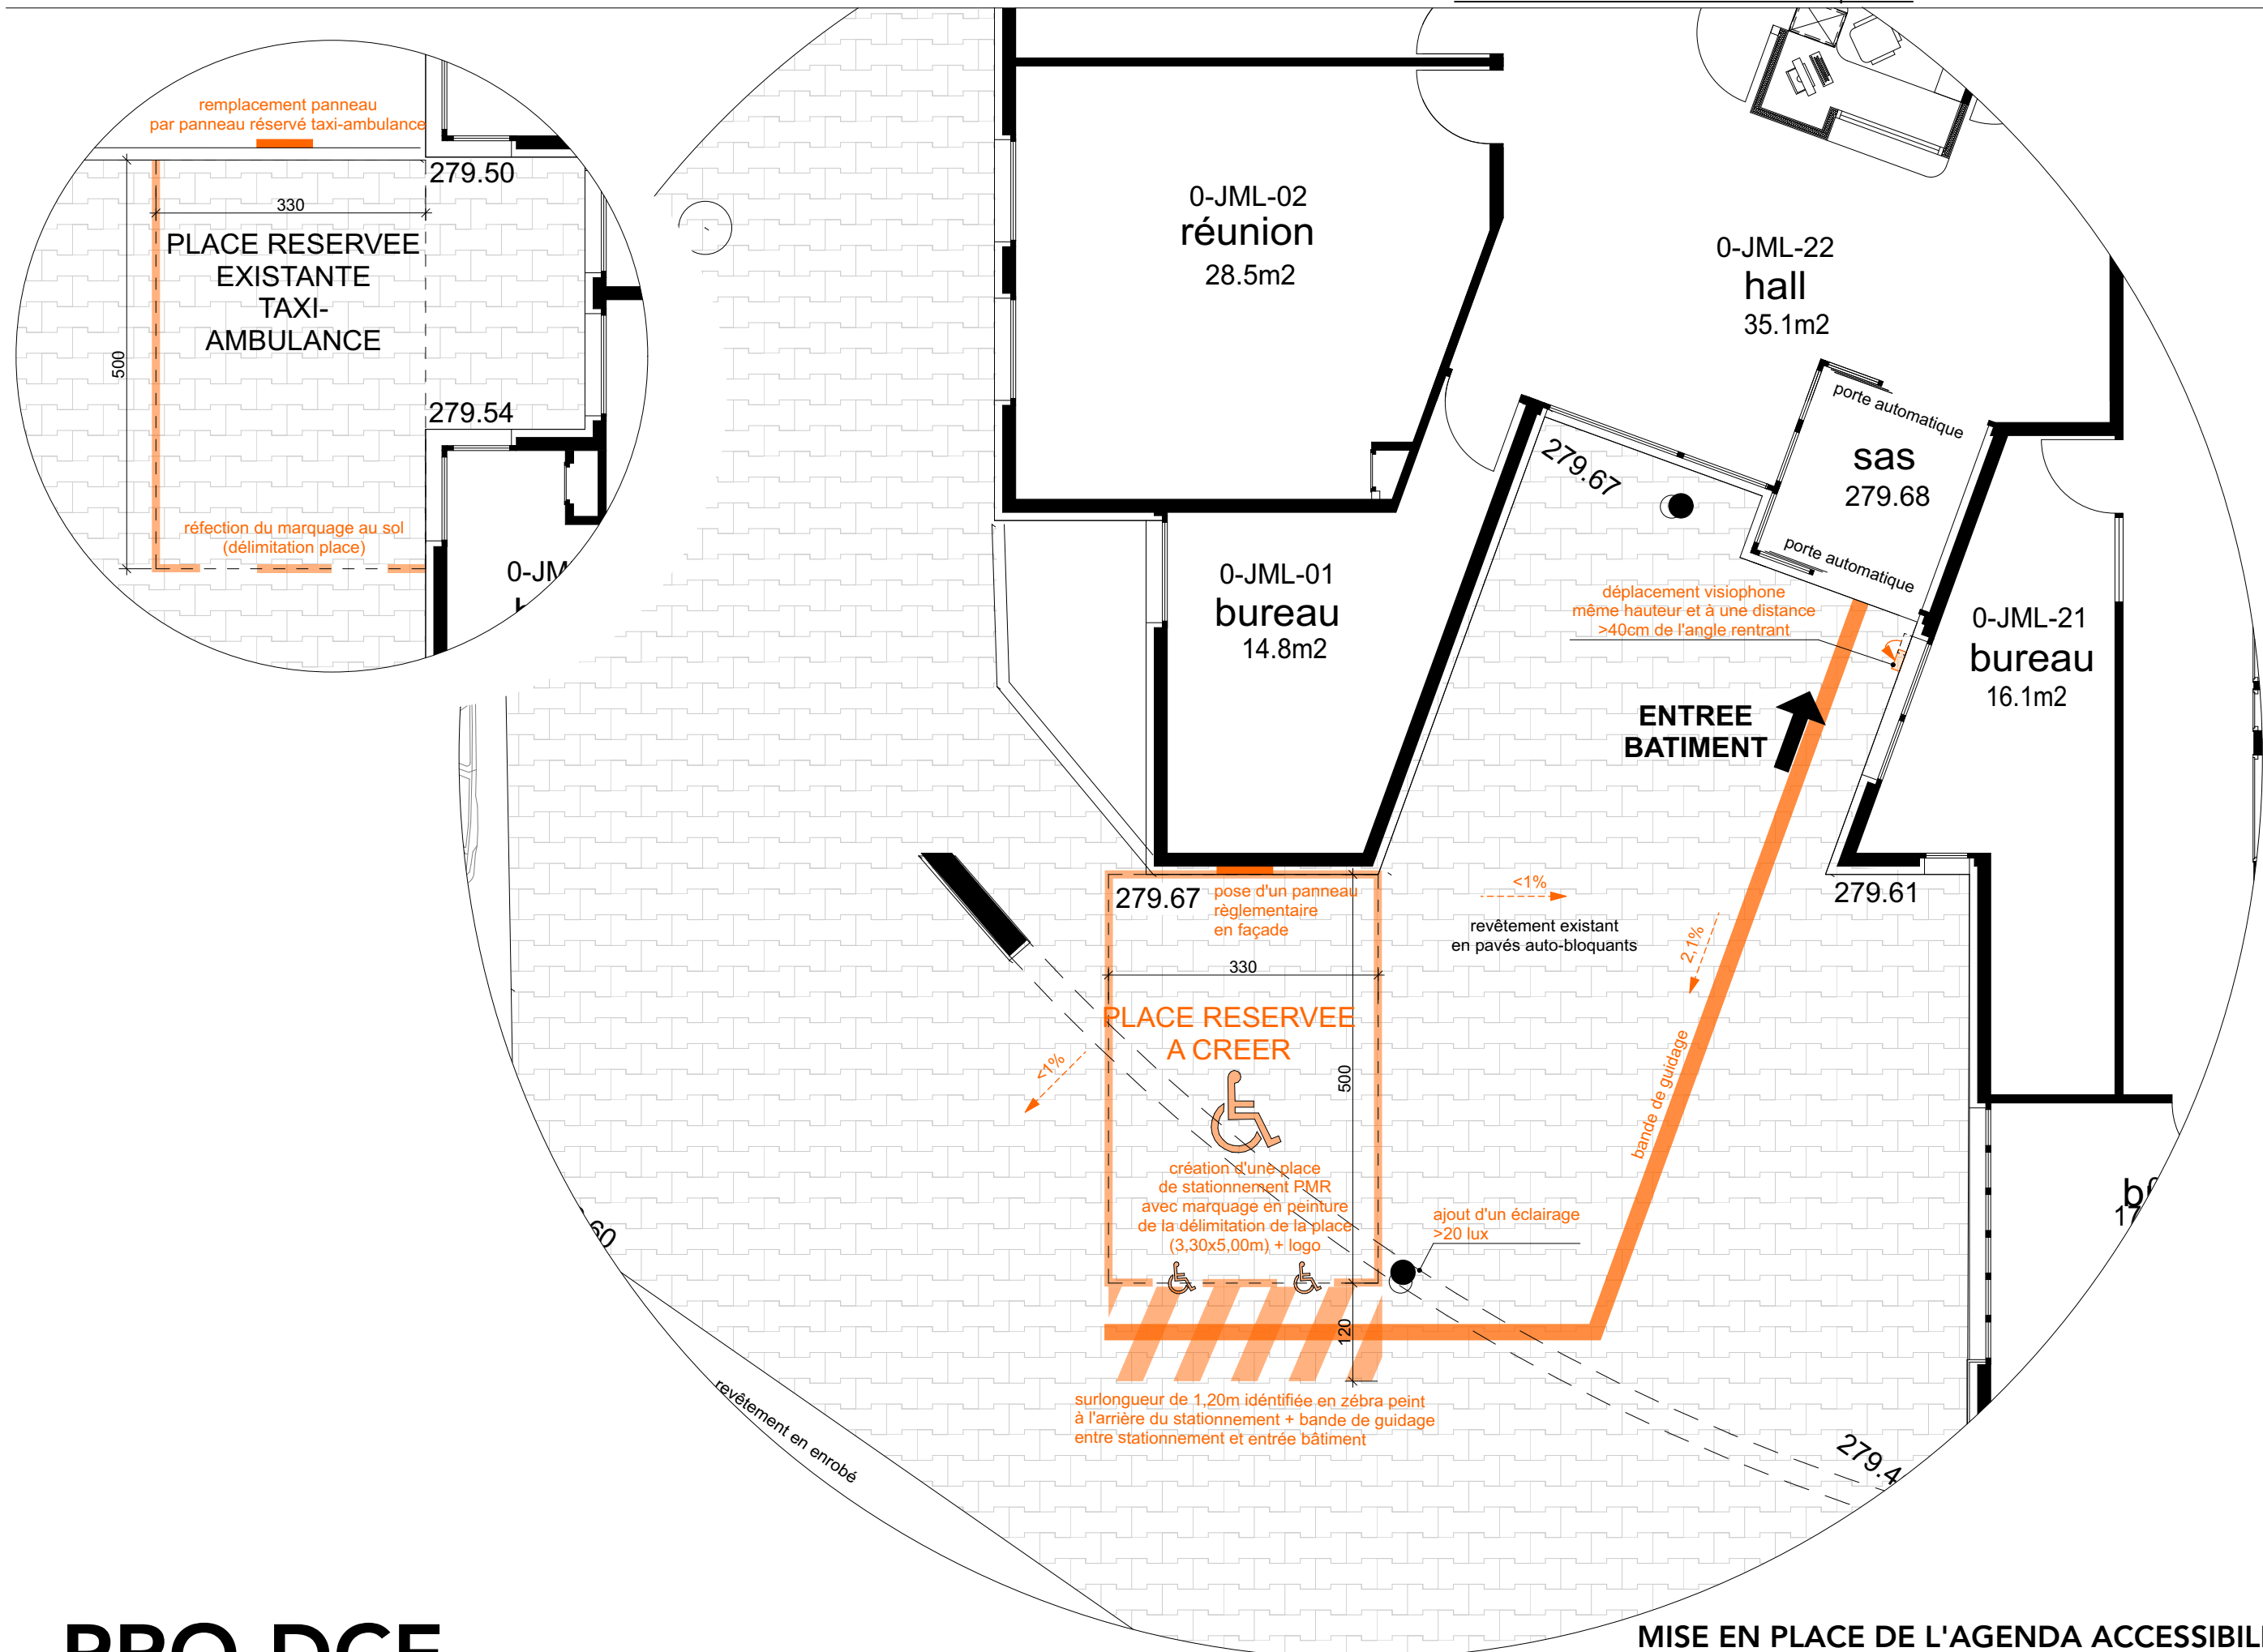 remplacement panneau
par panneau réservé taxi-ambulance
279.50
330
PLACE RESERVEE
EXISTANTE
TAXI-
AMBULANCE
500
279.54
réfection du marquage au sol
(délimitation place)
0-JML-02
réunion
28.5m2
0-JML-22
hall
35.1m2
porte automatique
sas
279.68
porte automatique
279.67
0-JML-01
bureau
14.8m2
déplacement visiophone
même hauteur et à une distance
>40cm de l'angle rentrant
0-JML-21
bureau
16.1m2
ENTREE
BATIMENT
279.67
pose d'un panneau
règlementaire
en façade
<1%
revêtement existant
en pavés auto-bloquants
279.61
2,1%
330
PLACE RESERVEE
A CREER
<1%
500
bande de guidage
création d'une place
de stationnement PMR
avec marquage en peinture
de la délimitation de la place
(3,30x5,00m) + logo
ajout d'un éclairage
>20 lux
120
surlongueur de 1,20m idéntifiée en zébra peint
à l'arrière du stationnement + bande de guidage
entre stationnement et entrée bâtiment
revêtement en enrobé
279.4
PRO-DCE
MISE EN PLACE DE L'AGENDA ACCESSIBIL